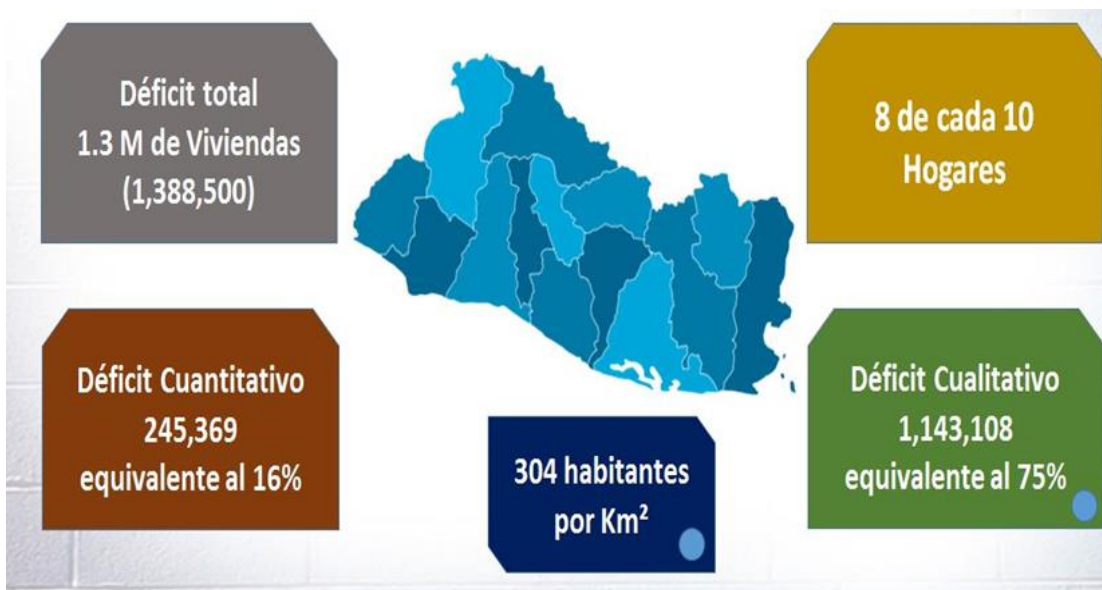 Déficit total
1.3 M de Viviendas
(1,388,500)
8 de cada 10
Hogares
Déficit Cuantitativo
245,369
equivalente al 16%
304 habitantes
por Km²
Déficit Cualitativo
1,143,108
equivalente al 75%